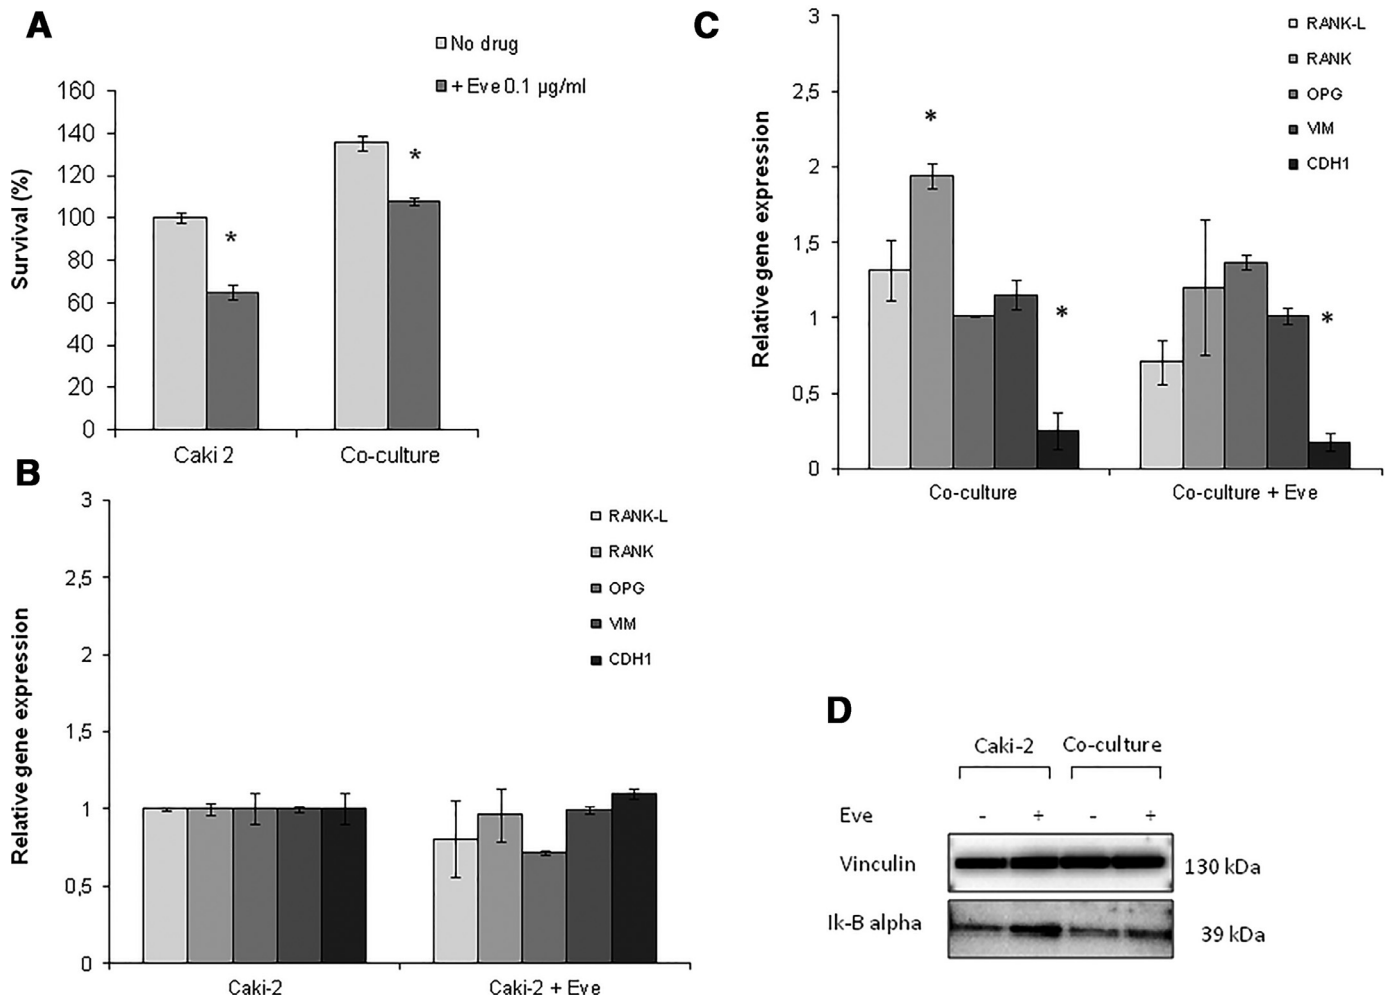 A
No drug
+ Eve 0.1 µg/ml
Survival (%)
160
140
120
100
80
60
40
20
0
*
*
Caki 2
Co-culture
B
Relative gene expression
3
2,5
2
1,5
1
0,5
0
RANK-L
RANK
OPG
VIM
CDH1
Caki-2
Caki-2 + Eve
C
Relative gene expression
3
2,5
2
1,5
1
0,5
0
RANK-L
RANK
OPG
VIM
CDH1
*
*
*
Co-culture
Co-culture + Eve
D
Caki-2 Co-culture
Eve - + - +
Vinculin 130 kDa
Ik-B alpha 39 kDa